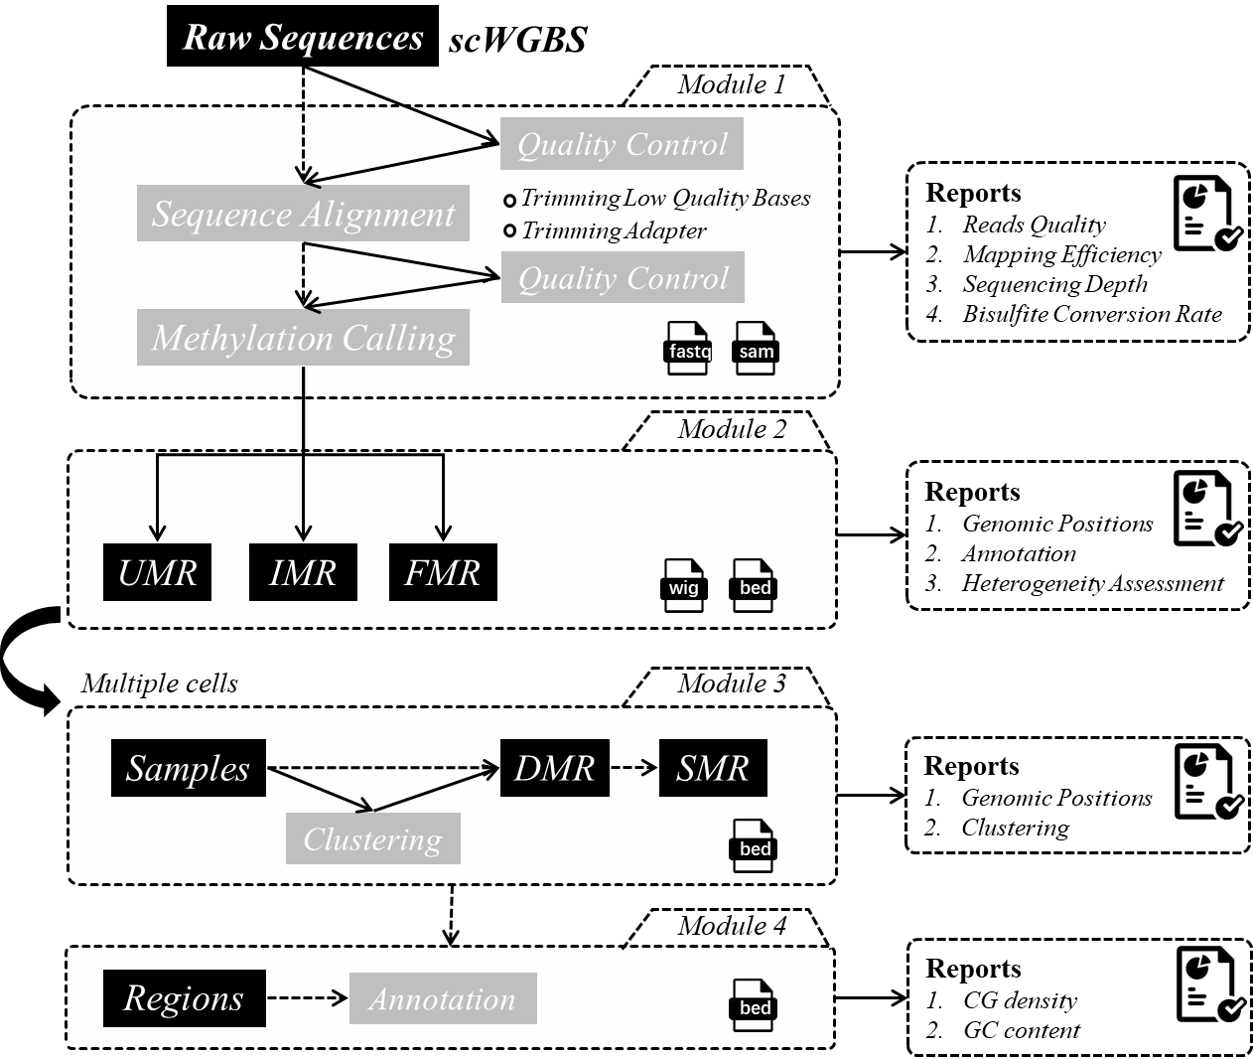 Raw Sequences scWGBS
Module 1
Quality Control
Sequence Alignment
Trimming Low Quality Bases
Trimming Adapter
Quality Control
Methylation Calling
fastq sam
Reports
1. Reads Quality
2. Mapping Efficiency
3. Sequencing Depth
4. Bisulfite Conversion Rate
Module 2
UMR IMR FMR
wig bed
Reports
1. Genomic Positions
2. Annotation
3. Heterogeneity Assessment
Multiple cells
Module 3
Samples DMR SMR
Clustering
bed
Reports
1. Genomic Positions
2. Clustering
Module 4
Regions Annotation
bed
Reports
1. CG density
2. GC content